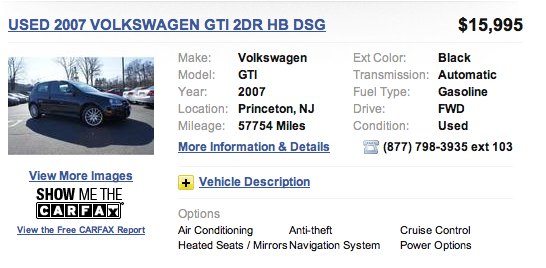 USED 2007 VOLKSWAGEN GTI 2DR HB DSG $15,995
Make: Volkswagen Ext Color: Black
Model: GTI Transmission: Automatic
Year: 2007 Fuel Type: Gasoline
Location: Princeton, NJ Drive: FWD
Mileage: 57754 Miles Condition: Used
More Information & Details (877) 798-3935 ext 103
View More Images
SHOW ME THE
CARFAX
View the Free CARFAX Report
Vehicle Description
Options
Air Conditioning Anti-theft Cruise Control
Heated Seats / Mirrors Navigation System Power Options